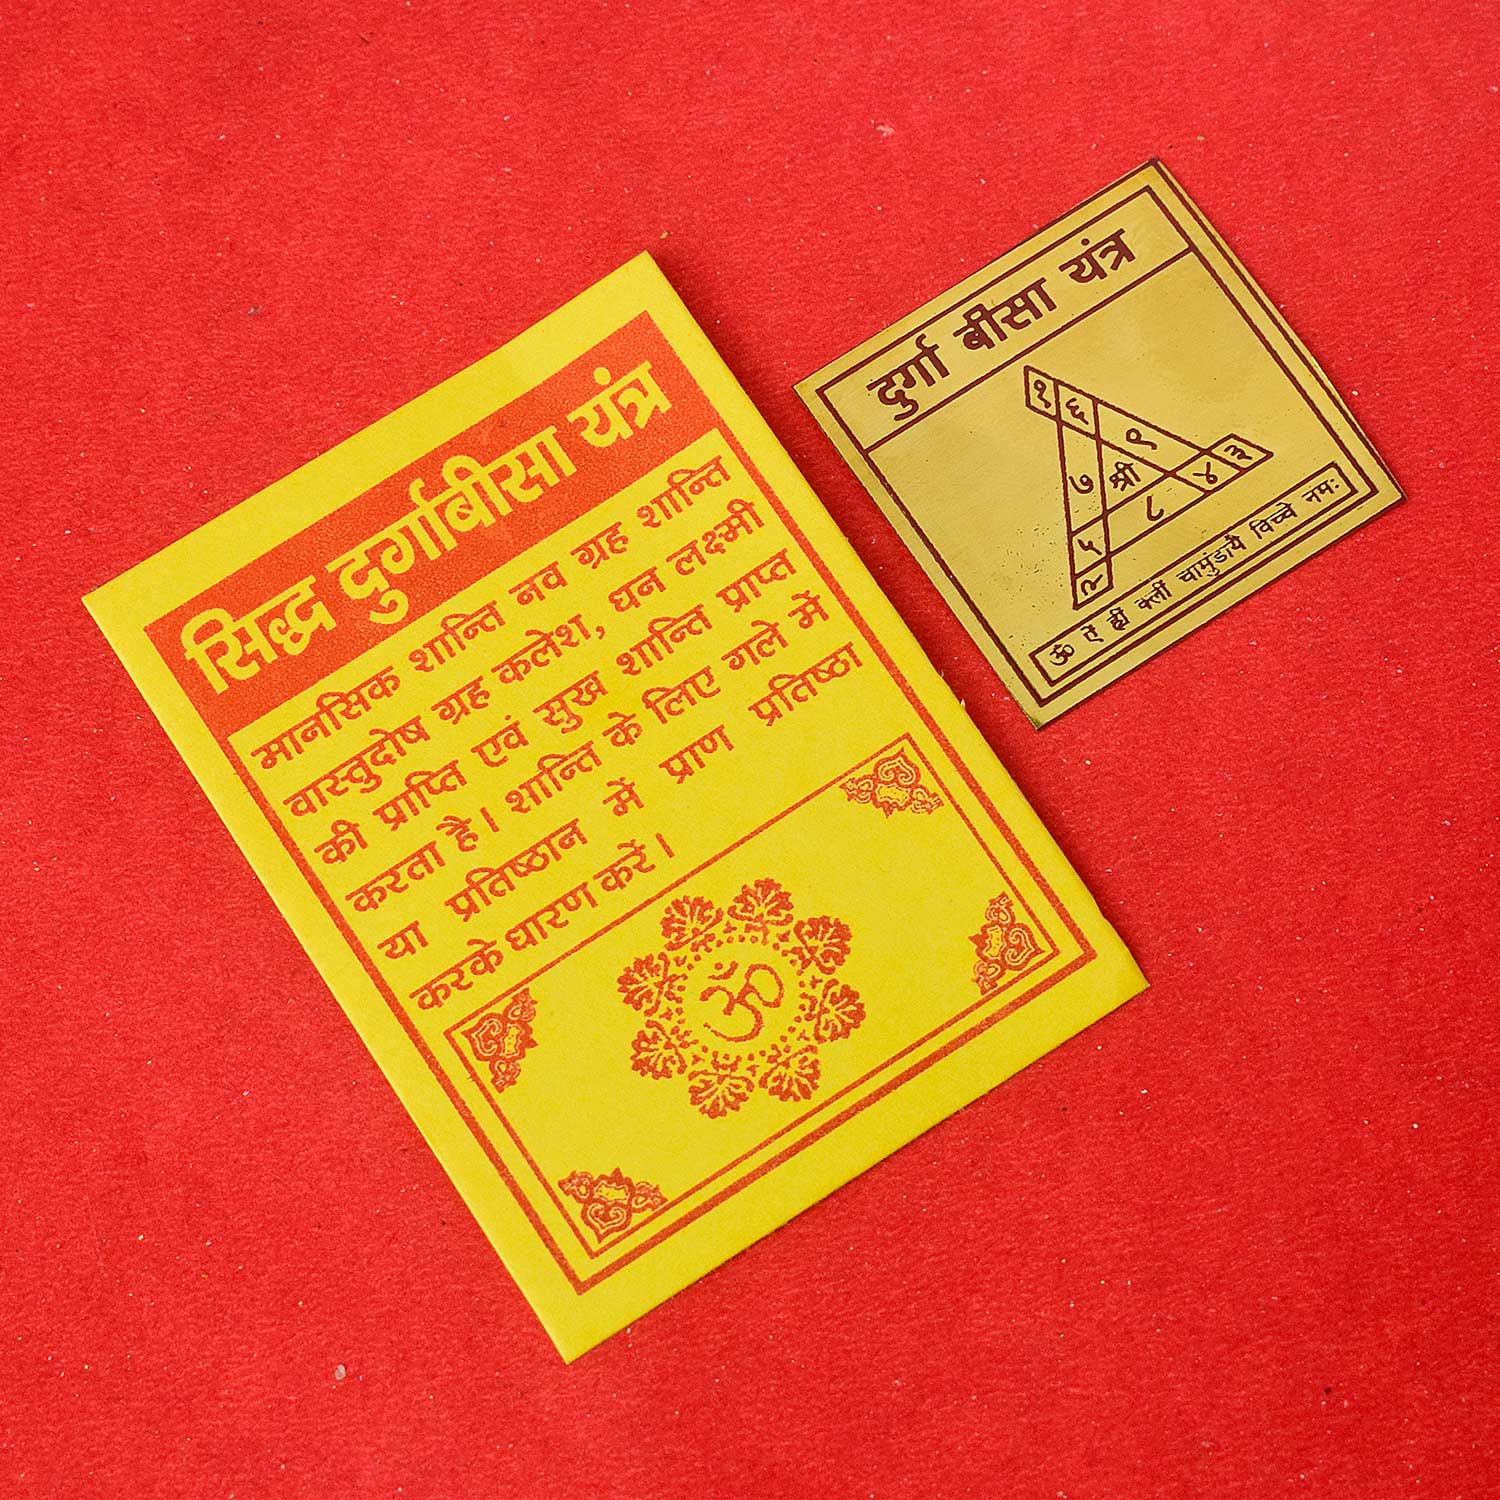 सिद्ध दुर्गाबीसा यंत्र
मानसिक शान्ति नव ग्रह शान्ति
वास्तुदोष ग्रह कलेश, धन लक्ष्मी
की प्राप्ति एवं सुख शान्ति प्राप्त
करता है। शान्ति के लिए गले में
या प्रतिष्ठान में प्राण प्रतिष्ठा
करके धारण करें।
ॐ
दुर्गा बीसा यंत्र
१ ६ ९
७ श्री ४ ३
५ ८
२
ॐ ऐं ह्रीं क्लीं चामुंडायै विच्चे नमः